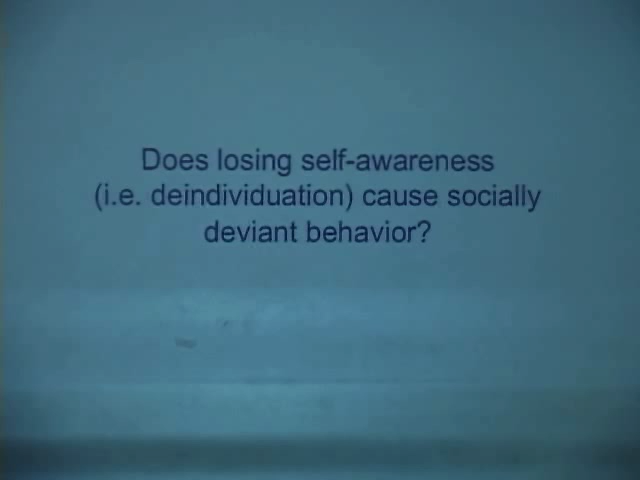 Does losing self-awareness
(i.e. deindividuation) cause socially
deviant behavior?